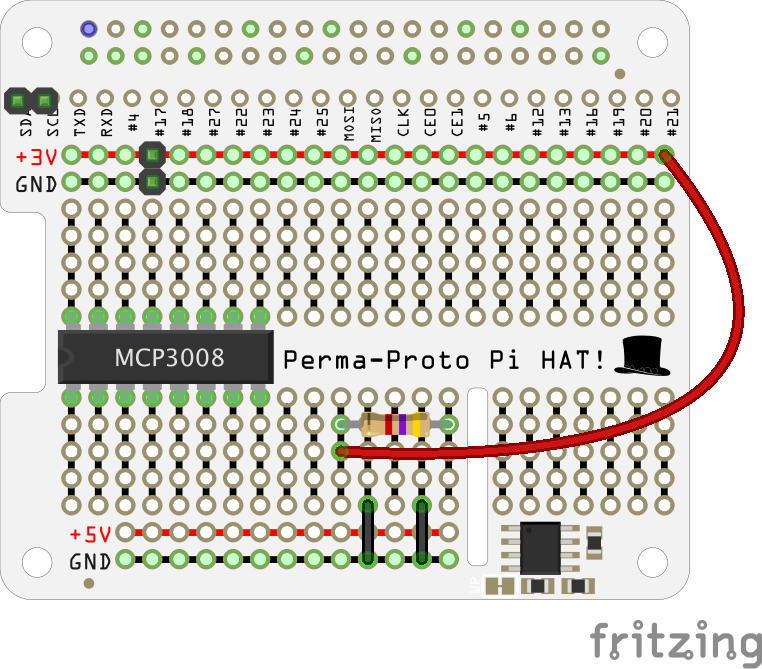 SDA SCL TXD RXD #4 #17 #18 #27 #22 #23 #24 #25 MOSI MISO CLK CE0 CE1 #5 #6 #12 #13 #16 #19 #20 #21
+3V
GND
MCP3008
Perma-Proto Pi HAT!
+5V
GND
WP
fritzing